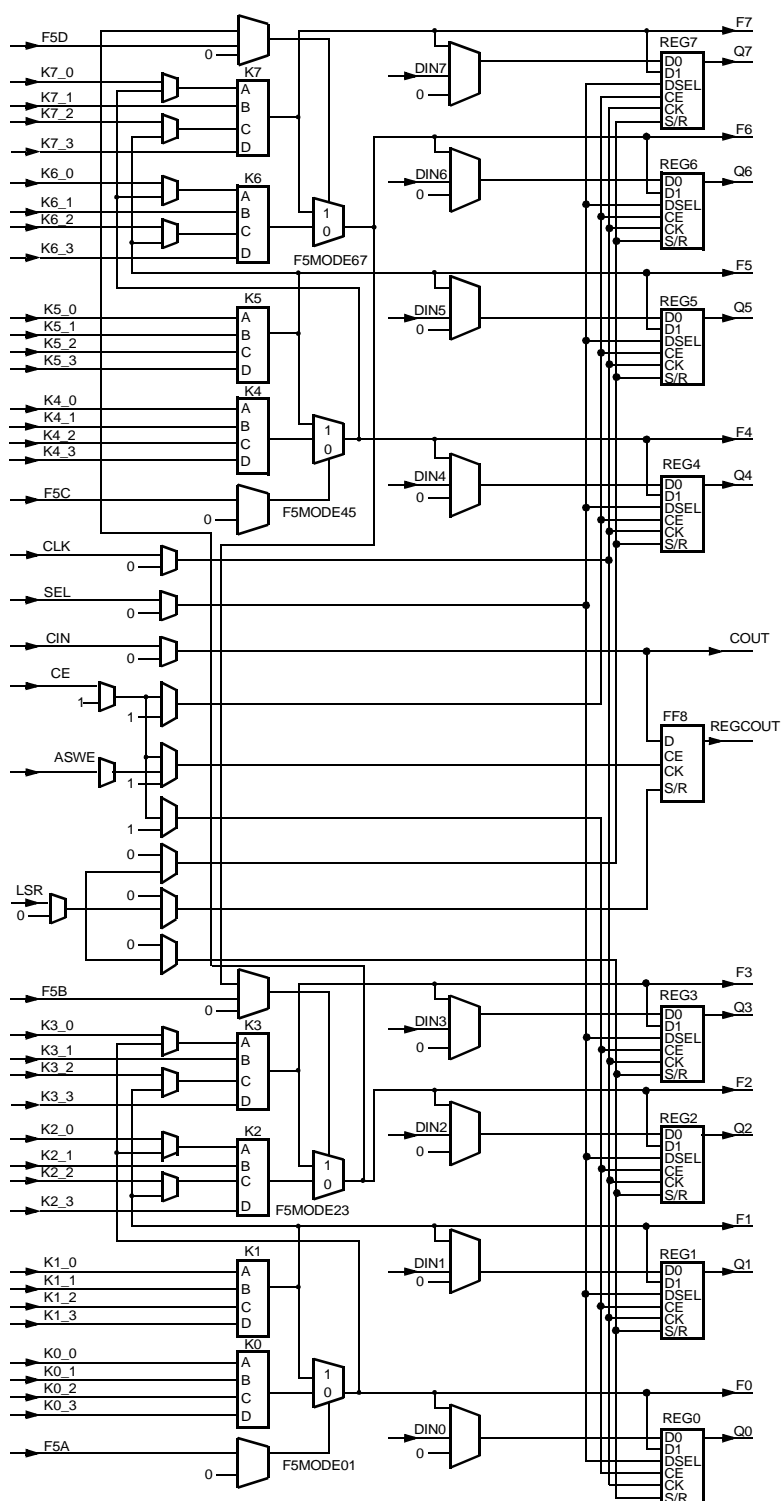 F7
F5D
REG7
0
Q7
K7_0
K7
D0
D1
DSEL
CE
CK
S/R
DIN7
0
A
B
C
D
K7_1
K7_2
K7_3
F6
K6_0
K6
REG6
Q6
D0
D1
DSEL
CE
CK
S/R
DIN6
0
A
B
C
D
K6_1
K6_2
K6_3
1
0
F5MODE67
F5
K5_0
K5
REG5
Q5
D0
D1
DSEL
CE
CK
S/R
DIN5
0
A
B
C
D
K5_1
K5_2
K5_3
K4_0
K4
A
B
C
D
K4_1
K4_2
K4_3
1
0
F4
REG4
Q4
D0
D1
DSEL
CE
CK
S/R
DIN4
0
F5C
0
F5MODE45
CLK
0
SEL
0
CIN
0
COUT
CE
1
1
FF8
REGCOUT
D
CE
CK
S/R
ASWE
1
1
0
LSR
0
0
0
F3
F5B
0
REG3
Q3
D0
D1
DSEL
CE
CK
S/R
DIN3
0
K3_0
K3
A
B
C
D
K3_1
K3_2
K3_3
F2
K2_0
K2
REG2
Q2
D0
D1
DSEL
CE
CK
S/R
DIN2
0
A
B
C
D
K2_1
K2_2
K2_3
1
0
F5MODE23
F1
K1_0
K1
REG1
Q1
D0
D1
DSEL
CE
CK
S/R
DIN1
0
A
B
C
D
K1_1
K1_2
K1_3
K0_0
K0
A
B
C
D
K0_1
K0_2
K0_3
1
0
F0
REG0
Q0
D0
D1
DSEL
CE
CK
S/R
DIN0
0
F5A
0
F5MODE01